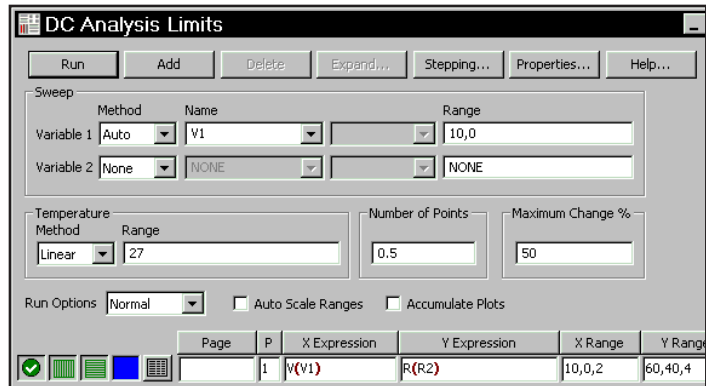 DC Analysis Limits
Run Add Delete Expand... Stepping... Properties... Help...
Sweep
Method Name Range
Variable 1 Auto V1 10,0
Variable 2 None NONE NONE
Temperature Number of Points Maximum Change %
Method Range
Linear 27 0.5 50
Run Options Normal Auto Scale Ranges Accumulate Plots
Page P X Expression Y Expression X Range Y Range
1 V(V1) R(R2) 10,0,2 60,40,4